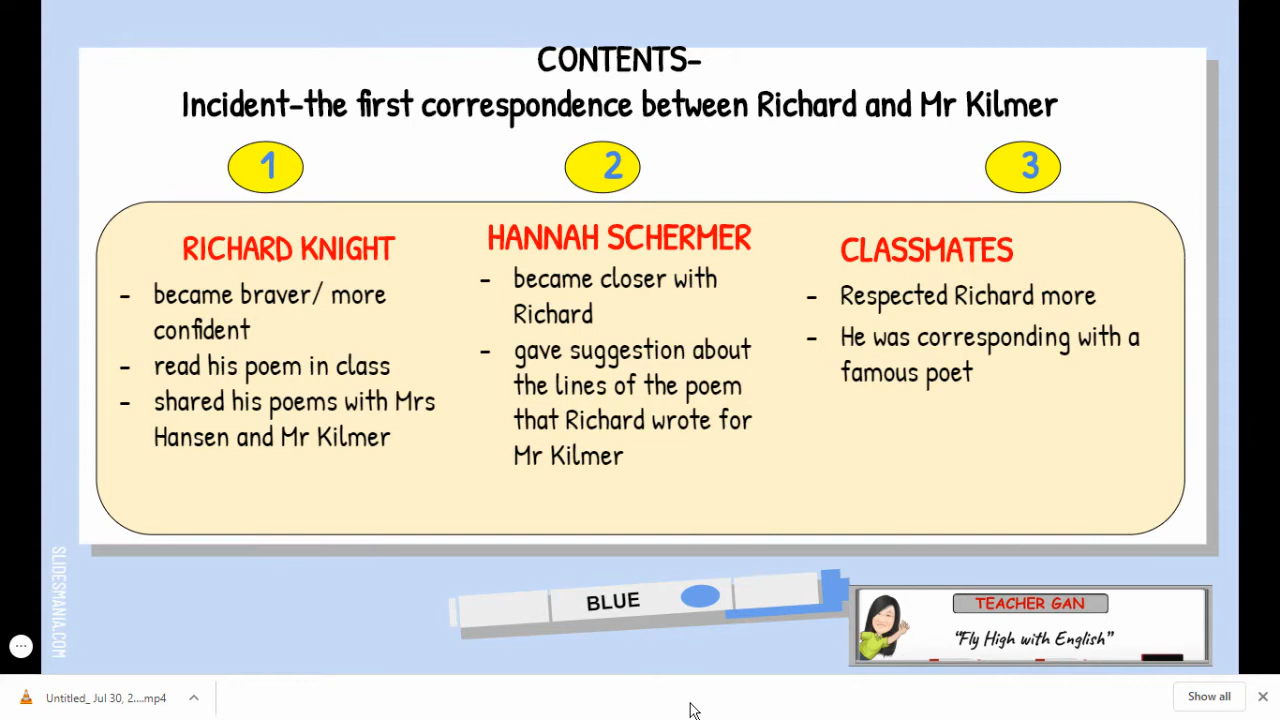 CONTENTS-
Incident-the first correspondence between Richard and Mr Kilmer
1
2
3
RICHARD KNIGHT
- became braver/ more
confident
- read his poem in class
- shared his poems with Mrs
Hansen and Mr Kilmer
HANNAH SCHERMER
- became closer with
Richard
- gave suggestion about
the lines of the poem
that Richard wrote for
Mr Kilmer
CLASSMATES
- Respected Richard more
- He was corresponding with a
famous poet
SLIDESMANIA.COM
BLUE
TEACHER GAN
"Fly High with English"
Untitled_ Jul 30, 2....mp4
Show all